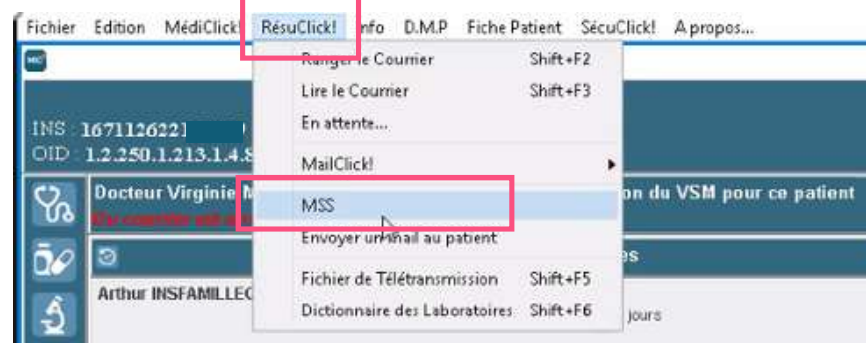 Fichier Edition MédiClick! RésuClick! Info D.M.P Fiche Patient SécuClick! A propos...
Ranger le Courrier Shift+F2
Lire le Courrier Shift+F3
En attente...
MailClick!
MSS
Envoyer un mail au patient
Fichier de Télétransmission Shift+F5
Dictionnaire des Laboratoires Shift+F6
INS : 167112622
OID : 1.2.250.1.213.1.4.8
Docteur Virginie on du VSM pour ce patient
es
Arthur INSFAMILLEC
jours